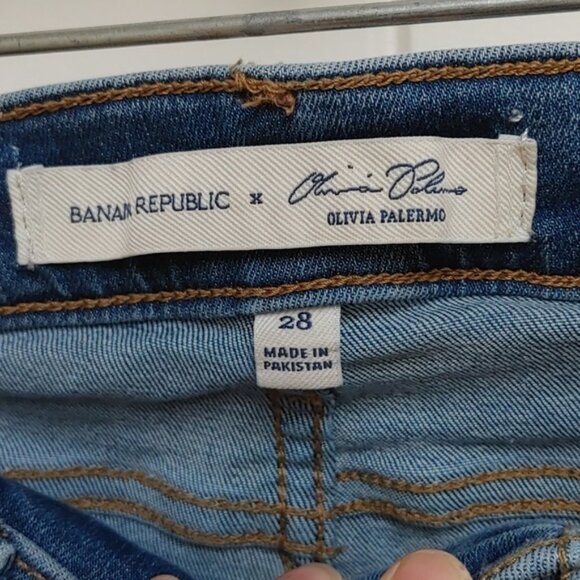 BANANA REPUBLIC x Olivia Palermo
OLIVIA PALERMO
28
MADE IN
PAKISTAN